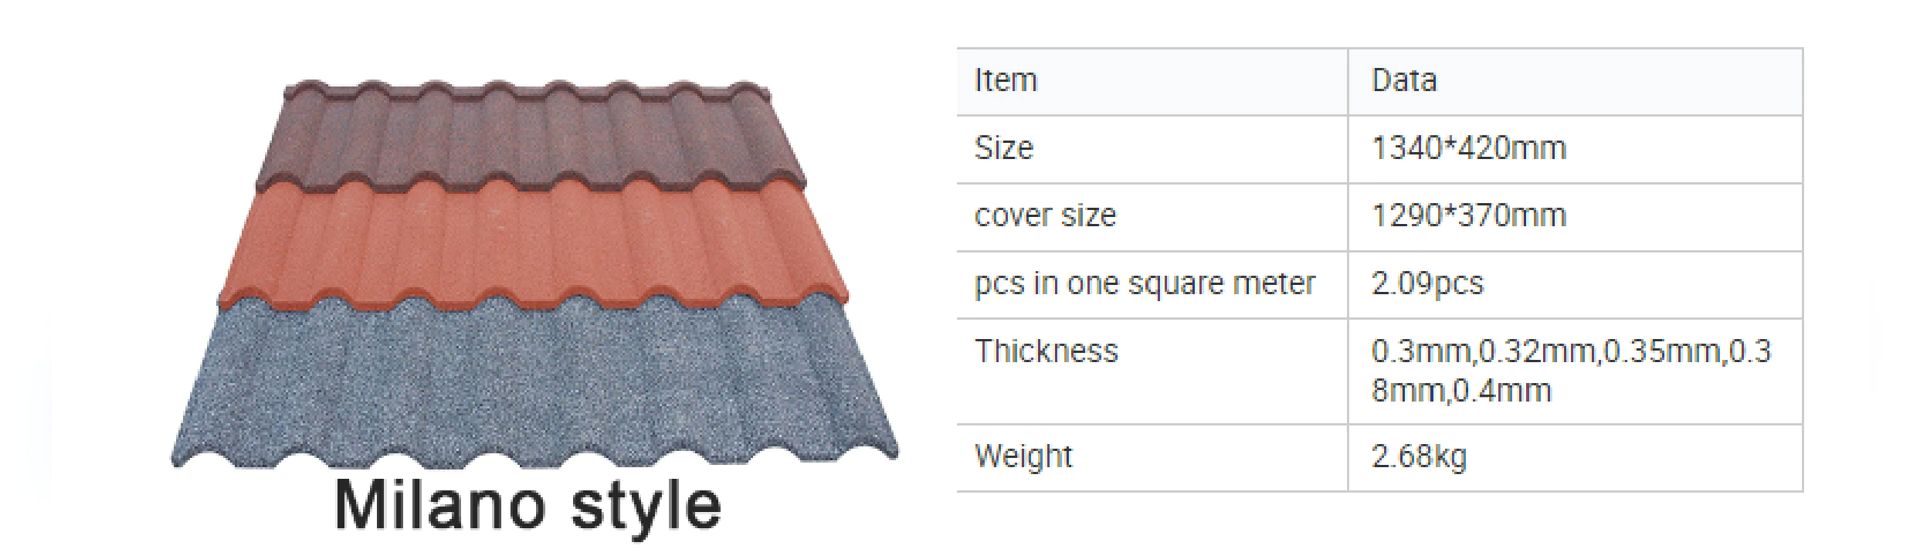 Milano style
Item Data
Size 1340*420mm
cover size 1290*370mm
pcs in one square meter 2.09pcs
Thickness 0.3mm,0.32mm,0.35mm,0.3
8mm,0.4mm
Weight 2.68kg